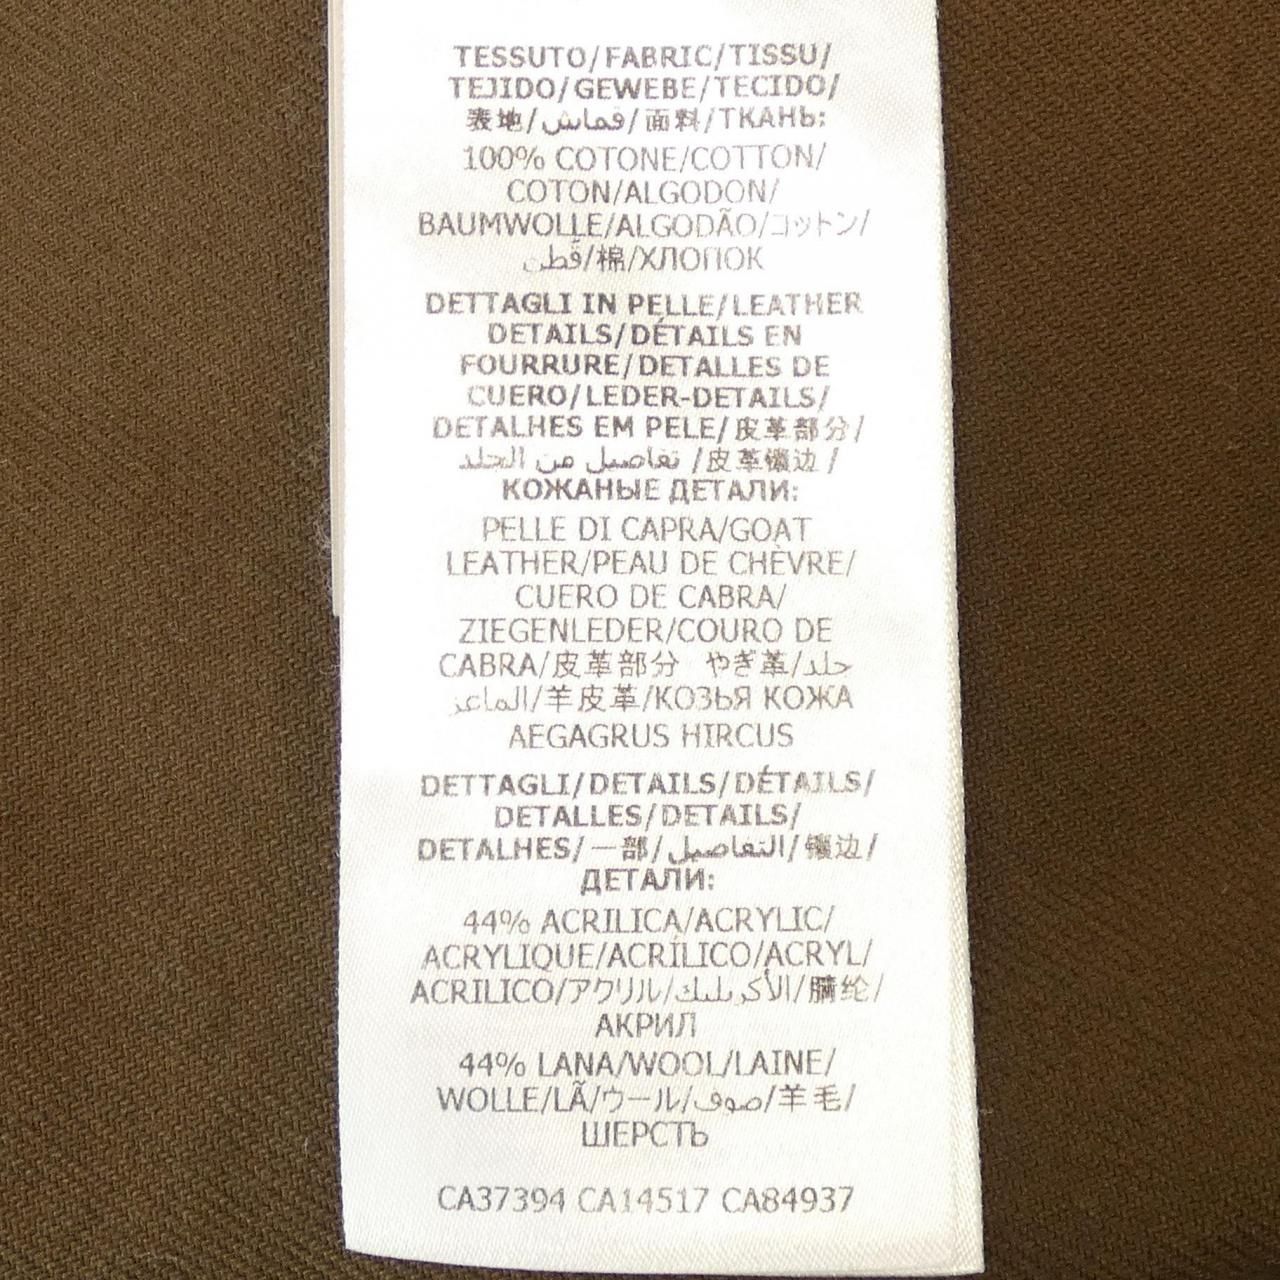 TESSUTO/FABRIC/TISSU/
TEJIDO/GEWEBE/TECIDO/
表地/قماش/面料/ТКАНЬ:
100% COTONE/COTTON/
COTON/ALGODON/
BAUMWOLLE/ALGODÃO/コットン/
قُطن/棉/ХЛОПОК
DETTAGLI IN PELLE/LEATHER
DETAILS/DÉTAILS EN
FOURRURE/DETALLES DE
CUERO/LEDER-DETAILS/
DETALHES EM PELE/皮革部分/
تفاصيل من الجلد /皮革镶边 /
КОЖАНЫЕ ДЕТАЛИ:
PELLE DI CAPRA/GOAT
LEATHER/PEAU DE CHÈVRE/
CUERO DE CABRA/
ZIEGENLEDER/COURO DE
CABRA/皮革部分 やぎ革/جلد
الماعز/羊皮革/КОЗЬЯ КОЖА
AEGAGRUS HIRCUS
DETTAGLI/DETAILS/DÉTAILS/
DETALLES/DETAILS/
DETALHES/一部/التفاصيل/镶边/
ДЕТАЛИ:
44% ACRILICA/ACRYLIC/
ACRYLIQUE/ACRÍLICO/ACRYL/
ACRILICO/アクリル/الأكريليك/腈纶/
АКРИЛ
44% LANA/WOOL/LAINE/
WOLLE/LÃ/ウール/صوف/羊毛/
ШЕРСТЬ
CA37394 CA14517 CA84937